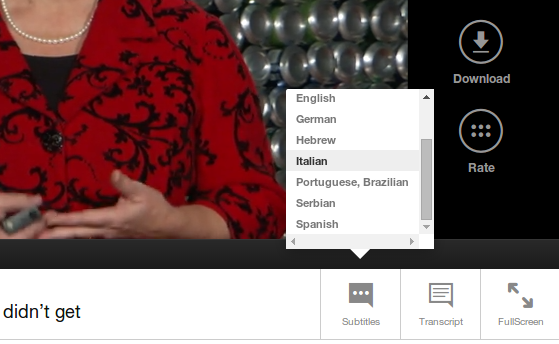 Download
Rate
English
German
Hebrew
Italian
Portuguese, Brazilian
Serbian
Spanish
didn't get
Subtitles
Transcript
FullScreen